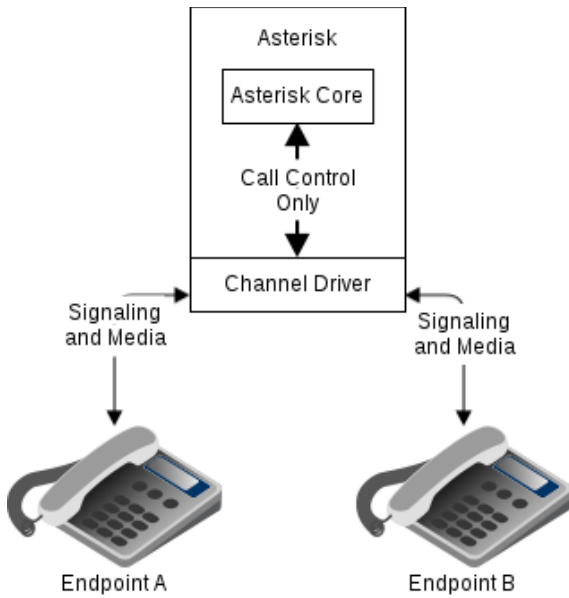 Asterisk
Asterisk Core
Call Control
Only
Channel Driver
Signaling
and Media
Signaling
and Media
Endpoint A
Endpoint B